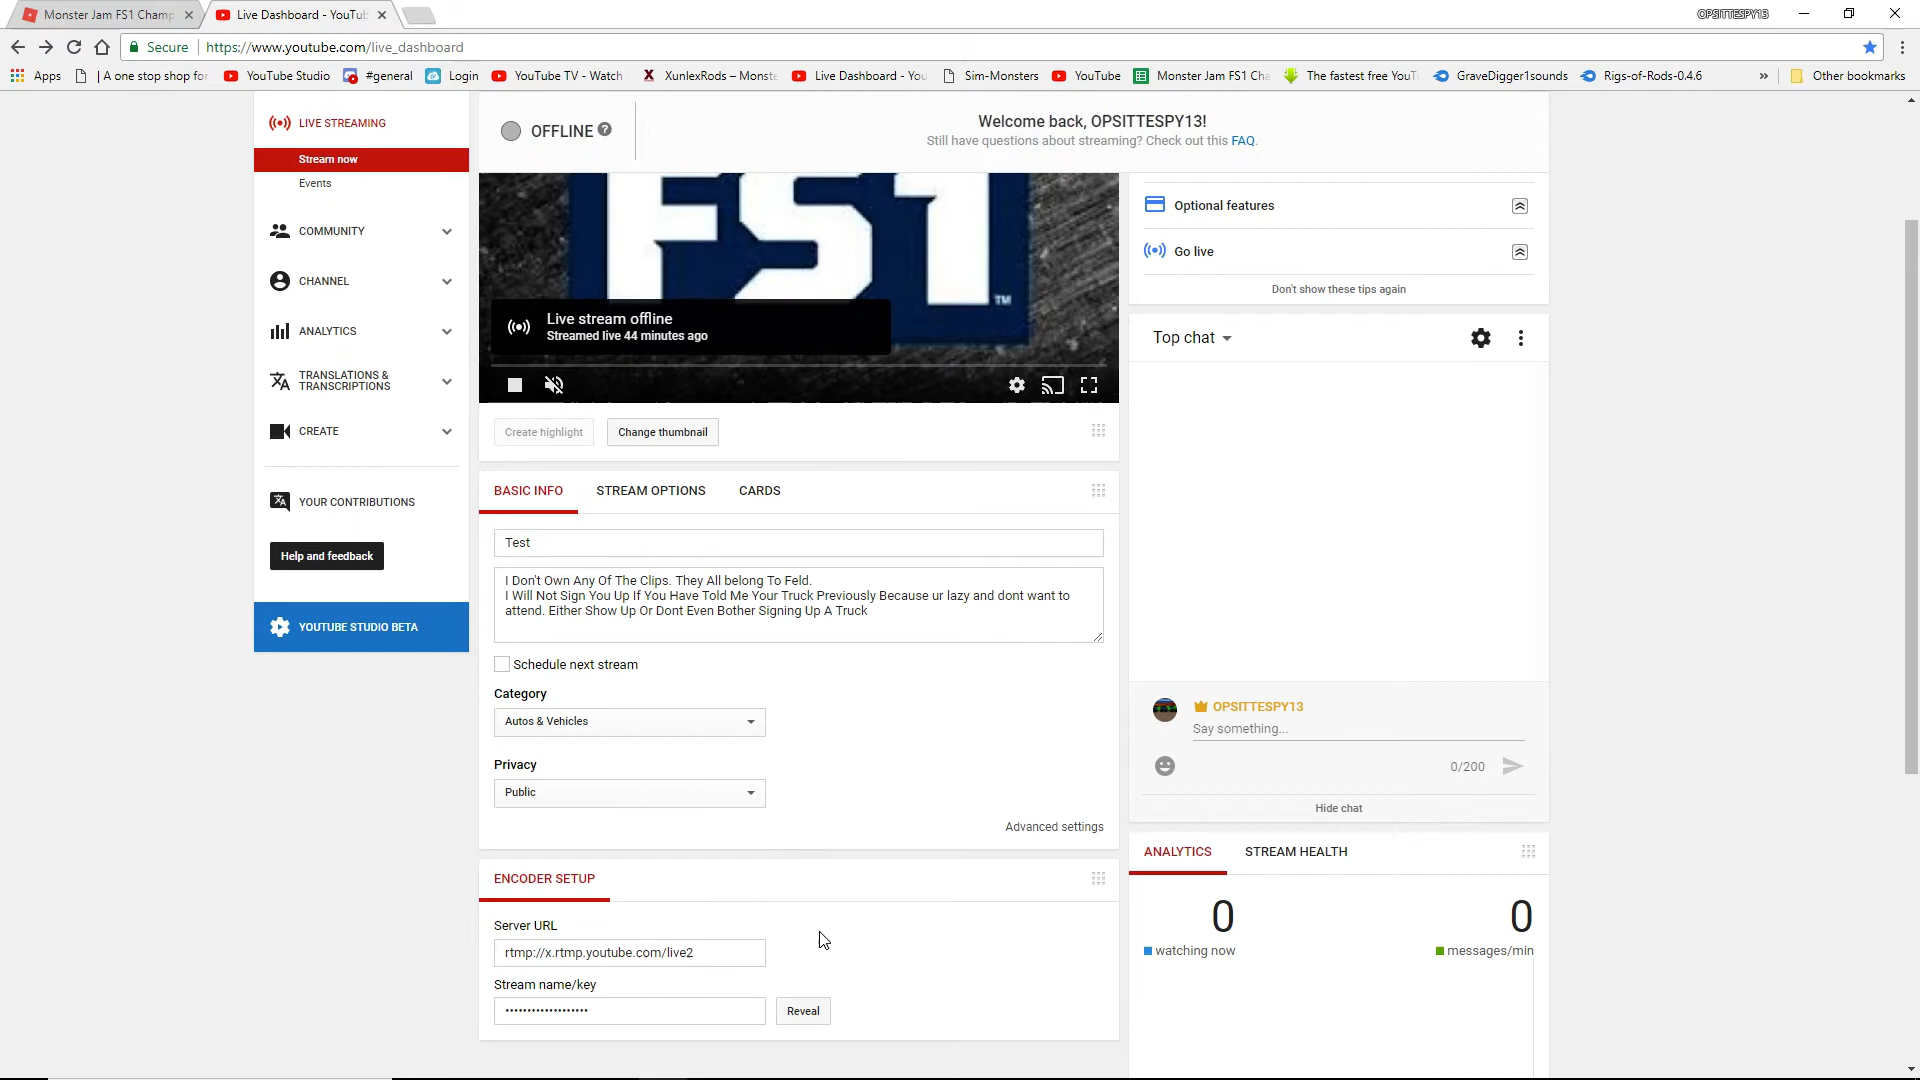 Monster Jam FS1 Champ
Live Dashboard - YouTub
OPSITTESPY13
Secure
https://www.youtube.com/live_dashboard
Apps
| A one stop shop for
YouTube Studio
#general
Login
YouTube TV - Watch
XunlexRods – Monste
Live Dashboard - You
Sim-Monsters
YouTube
Monster Jam FS1 Cha
The fastest free YouT
GraveDigger1sounds
Rigs-of-Rods-0.4.6
»
Other bookmarks
LIVE STREAMING
Stream now
Events
COMMUNITY
CHANNEL
ANALYTICS
TRANSLATIONS &
TRANSCRIPTIONS
CREATE
YOUR CONTRIBUTIONS
Help and feedback
YOUTUBE STUDIO BETA
OFFLINE ?
Welcome back, OPSITTESPY13!
Still have questions about streaming? Check out this FAQ.
FS1
TM
Live stream offline
Streamed live 44 minutes ago
Create highlight
Change thumbnail
BASIC INFO
STREAM OPTIONS
CARDS
Test
I Don't Own Any Of The Clips. They All belong To Feld.
I Will Not Sign You Up If You Have Told Me Your Truck Previously Because ur lazy and dont want to
attend. Either Show Up Or Dont Even Bother Signing Up A Truck
Schedule next stream
Category
Autos & Vehicles
Privacy
Public
Advanced settings
ENCODER SETUP
Server URL
rtmp://x.rtmp.youtube.com/live2
Stream name/key
•••••••••••••••••••
Reveal
Optional features
Go live
Don't show these tips again
Top chat
OPSITTESPY13
Say something...
0/200
Hide chat
ANALYTICS
STREAM HEALTH
0
watching now
0
messages/min